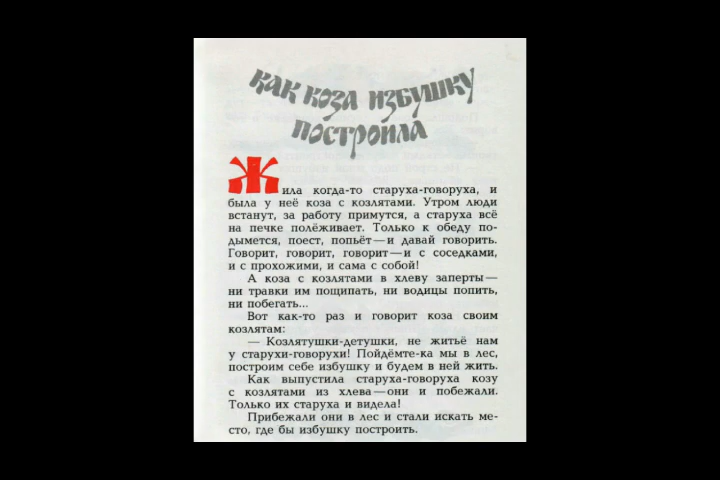 как коза избушку
построила
Жила когда-то старуха-говоруха, и
была у неё коза с козлятами. Утром люди
встанут, за работу примутся, а старуха всё
на печке полёживает. Только к обеду по-
дымется, поест, попьёт — и давай говорить.
Говорит, говорит, говорит — и с соседками,
и с прохожими, и сама с собой!
А коза с козлятами в хлеву заперты —
ни травки им пощипать, ни водицы попить,
ни побегать...
Вот как-то раз и говорит коза своим
козлятам:
— Козлятушки-детушки, не житьё нам
у старухи-говорухи! Пойдёмте-ка мы в лес,
построим себе избушку и будем в ней жить.
Как выпустила старуха-говоруха козу
с козлятами из хлева — они и побежали.
Только их старуха и видела!
Прибежали они в лес и стали искать ме-
сто, где бы избушку построить.